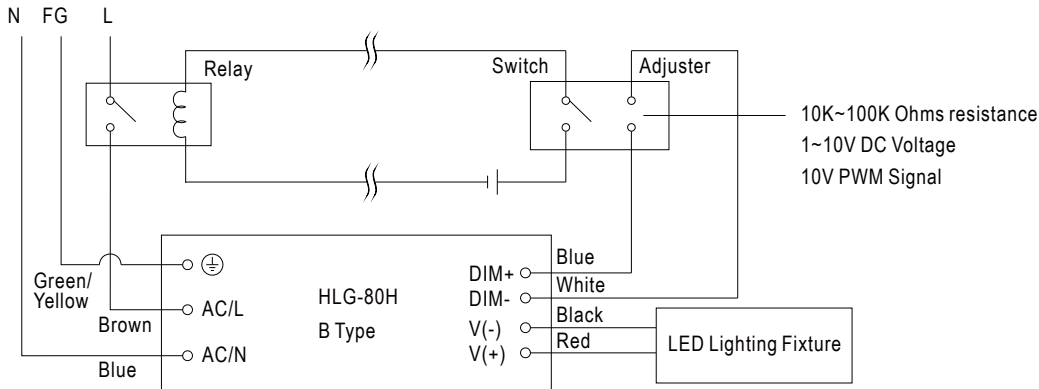 N FG L
Relay
Switch
Adjuster
10K~100K Ohms resistance
1~10V DC Voltage
10V PWM Signal
Green/
Yellow
Brown
Blue
AC/L
AC/N
HLG-80H
B Type
DIM+
DIM-
V(-)
V(+)
Blue
White
Black
Red
LED Lighting Fixture